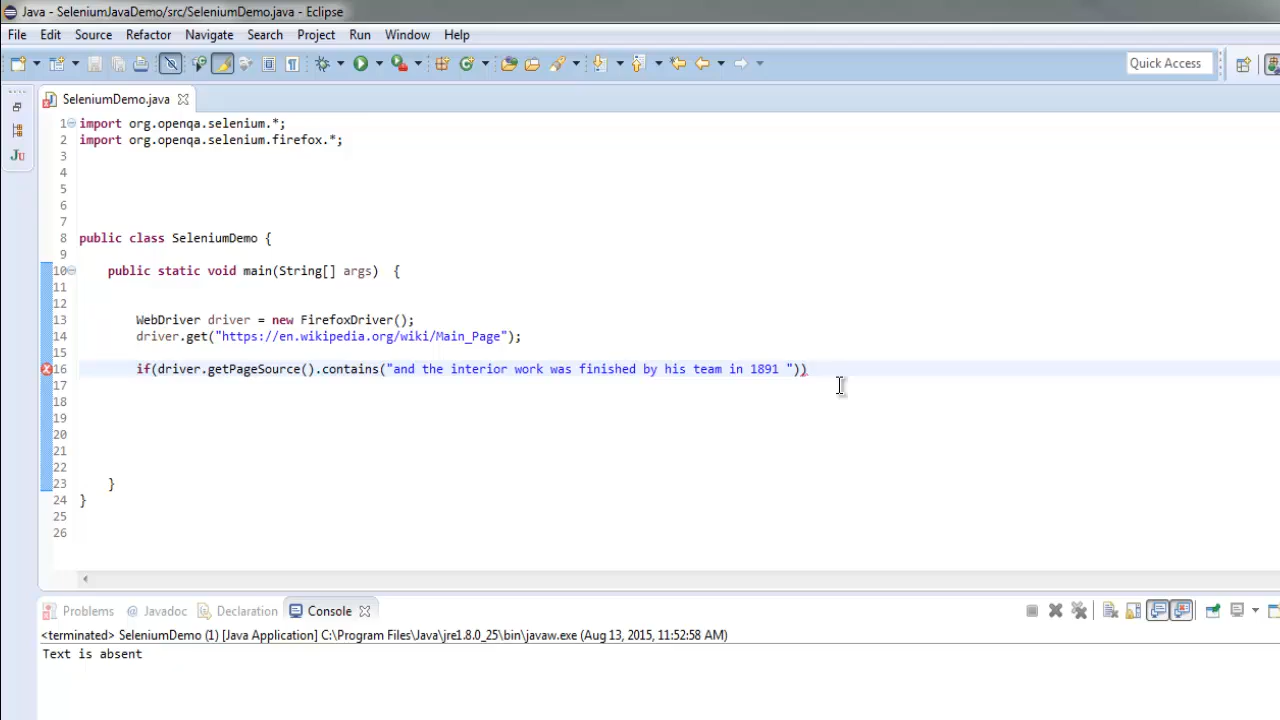 Java - SeleniumJavaDemo/src/SeleniumDemo.java - Eclipse
File Edit Source Refactor Navigate Search Project Run Window Help
Quick Access
SeleniumDemo.java
Ju
1 import org.openqa.selenium.*;
2 import org.openqa.selenium.firefox.*;
3
4
5
6
7
8 public class SeleniumDemo {
9
10 public static void main(String[] args) {
11
12
13 WebDriver driver = new FirefoxDriver();
14 driver.get("https://en.wikipedia.org/wiki/Main_Page");
15
16 if(driver.getPageSource().contains("and the interior work was finished by his team in 1891 "))
17
18
19
20
21
22
23 }
24 }
25
26
Problems @ Javadoc Declaration Console
<terminated> SeleniumDemo (1) [Java Application] C:\Program Files\Java\jre1.8.0_25\bin\javaw.exe (Aug 13, 2015, 11:52:58 AM)
Text is absent